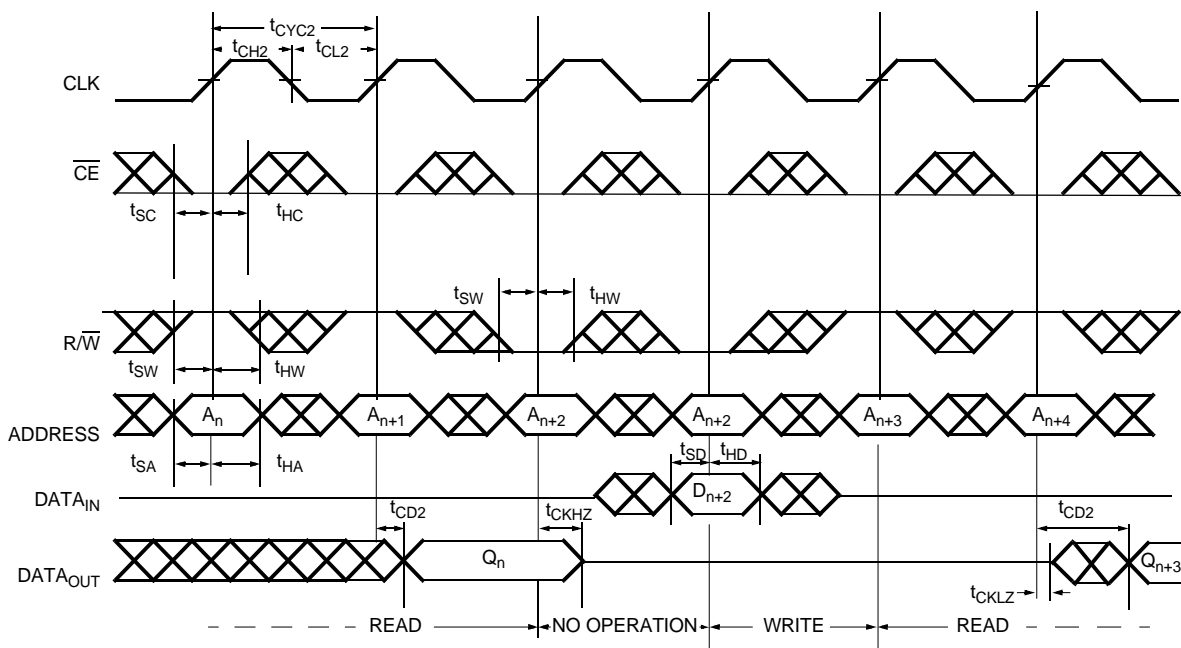 tCYC2
tCH2 tCL2
CLK
CE
tSC tHC
tSW tHW
R/W
tSW tHW
An An+1 An+2 An+2 An+3 An+4
ADDRESS
tSA tHA tSD tHD
DATAIN Dn+2
tCD2 tCKHZ tCD2
Qn Qn+3
DATAOUT
tCKLZ
READ NO OPERATION WRITE READ